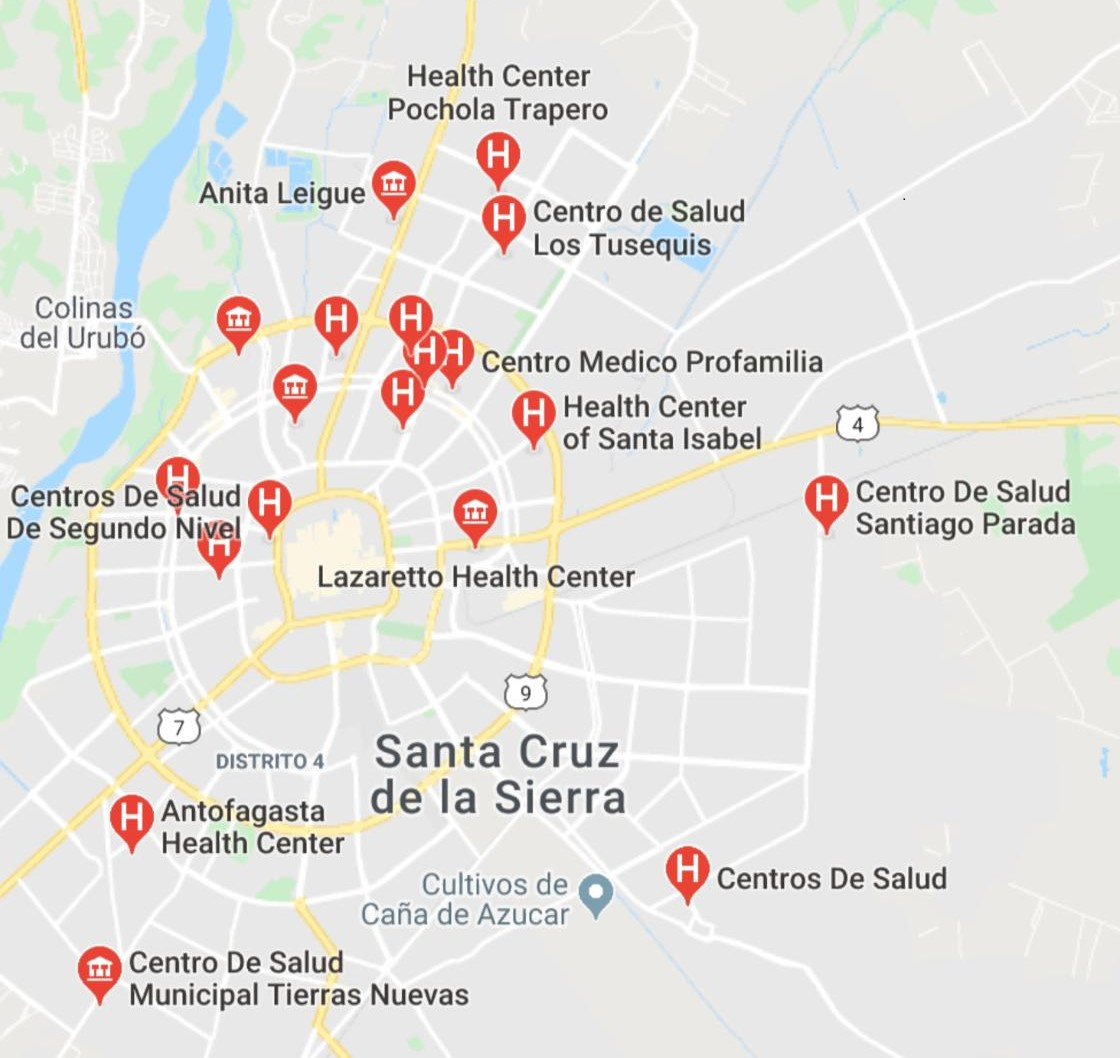 Health Center
Pochola Trapero
H
Anita Leigue
H
Centro de Salud
Los Tusequis
Colinas
del Urubó
H
H
H
H
Centro Medico Profamilia
H
H
Health Center
of Santa Isabel
4
H
Centros De Salud
De Segundo Nivel
H
H
H
Centro De Salud
Santiago Parada
Lazaretto Health Center
9
7
DISTRITO 4
Santa Cruz
de la Sierra
H
Antofagasta
Health Center
Cultivos de
Caña de Azucar
H
Centros De Salud
Centro De Salud
Municipal Tierras Nuevas